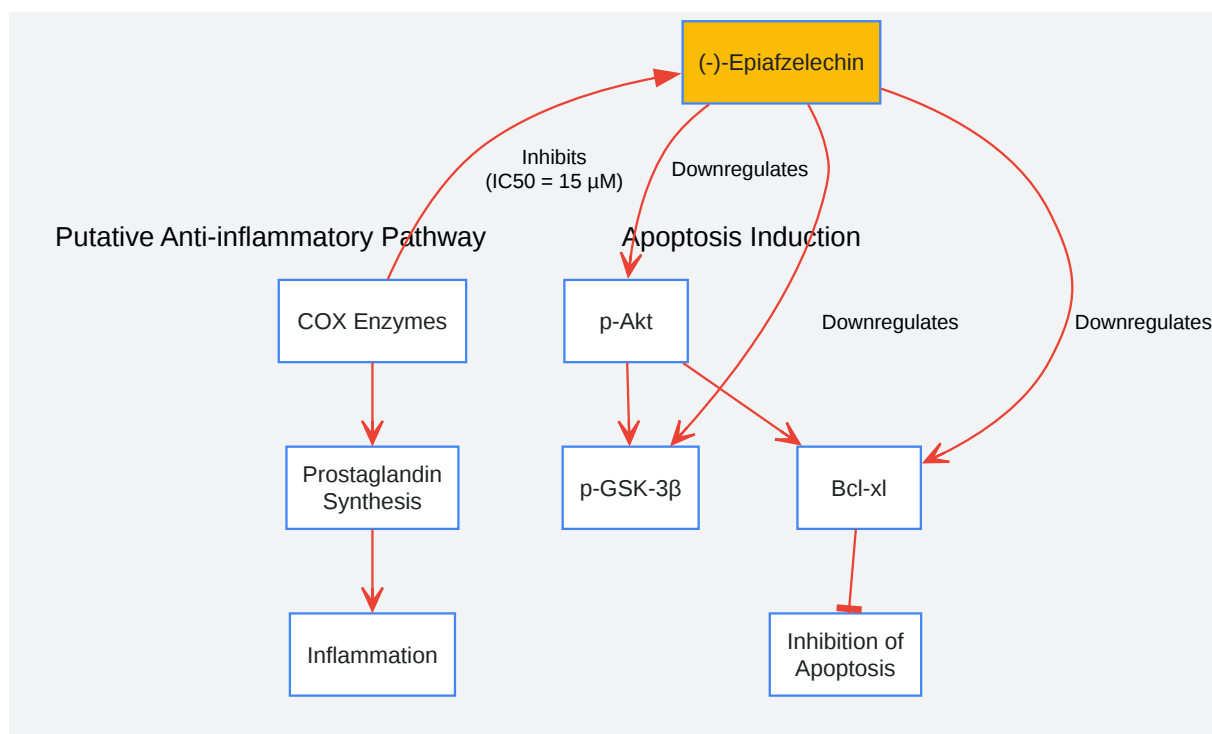 (-)-Epiafzelechin
Inhibits
(IC50 = 15 µM)
Downregulates
Putative Anti-inflammatory Pathway
Apoptosis Induction
COX Enzymes
p-Akt
Downregulates
Downregulates
Prostaglandin
Synthesis
p-GSK-3β
Bcl-xl
Inflammation
Inhibition of
Apoptosis